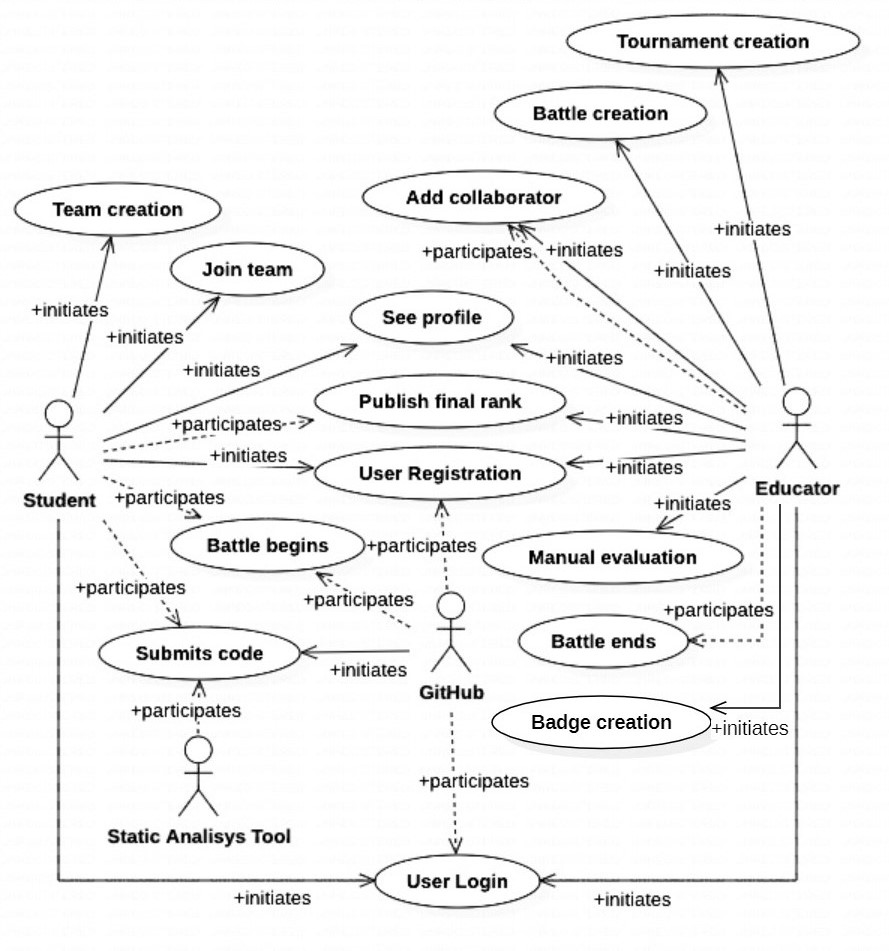 Tournament creation
Battle creation
Add collaborator
Team creation
+initiates
+participates
+initiates
Join team
+initiates
+initiates
See profile
+initiates
+initiates
+initiates
Publish final rank
+participates
+initiates
+initiates
User Registration
+initiates
Student
Educator
+participates
+initiates
Battle begins
+participates
Manual evaluation
+participates
+participates
+participates
Battle ends
Submits code
+initiates
GitHub
+participates
Badge creation
+initiates
+participates
Static Analisys Tool
User Login
+initiates
+initiates